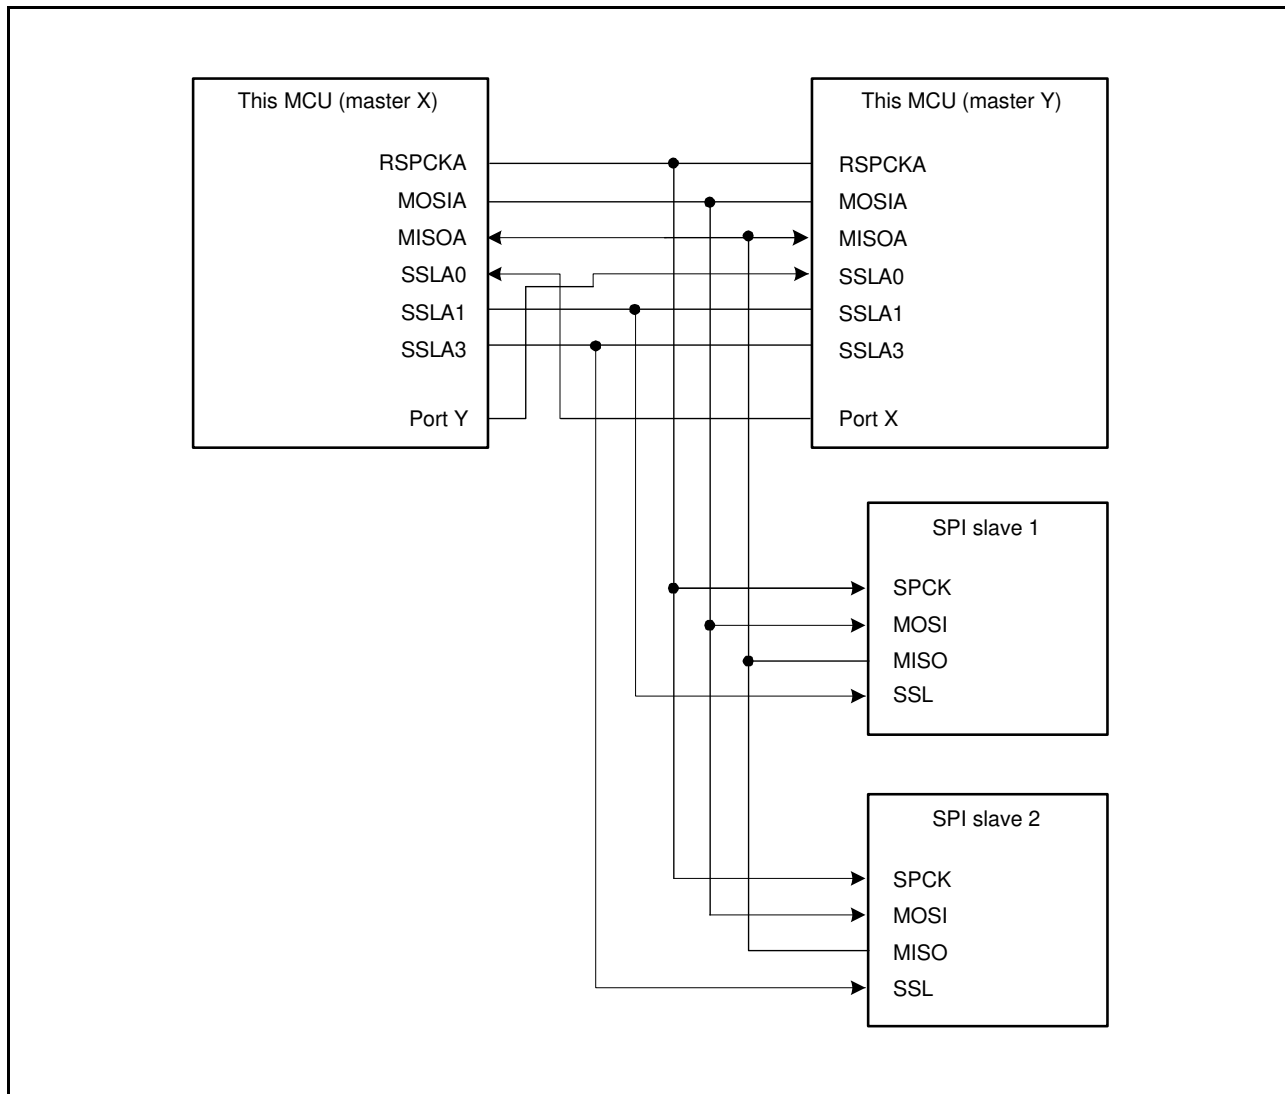 This MCU (master X)
RSPCKA
MOSIA
MISOA
SSLA0
SSLA1
SSLA3
Port Y
This MCU (master Y)
RSPCKA
MOSIA
MISOA
SSLA0
SSLA1
SSLA3
Port X
SPI slave 1
SPCK
MOSI
MISO
SSL
SPI slave 2
SPCK
MOSI
MISO
SSL